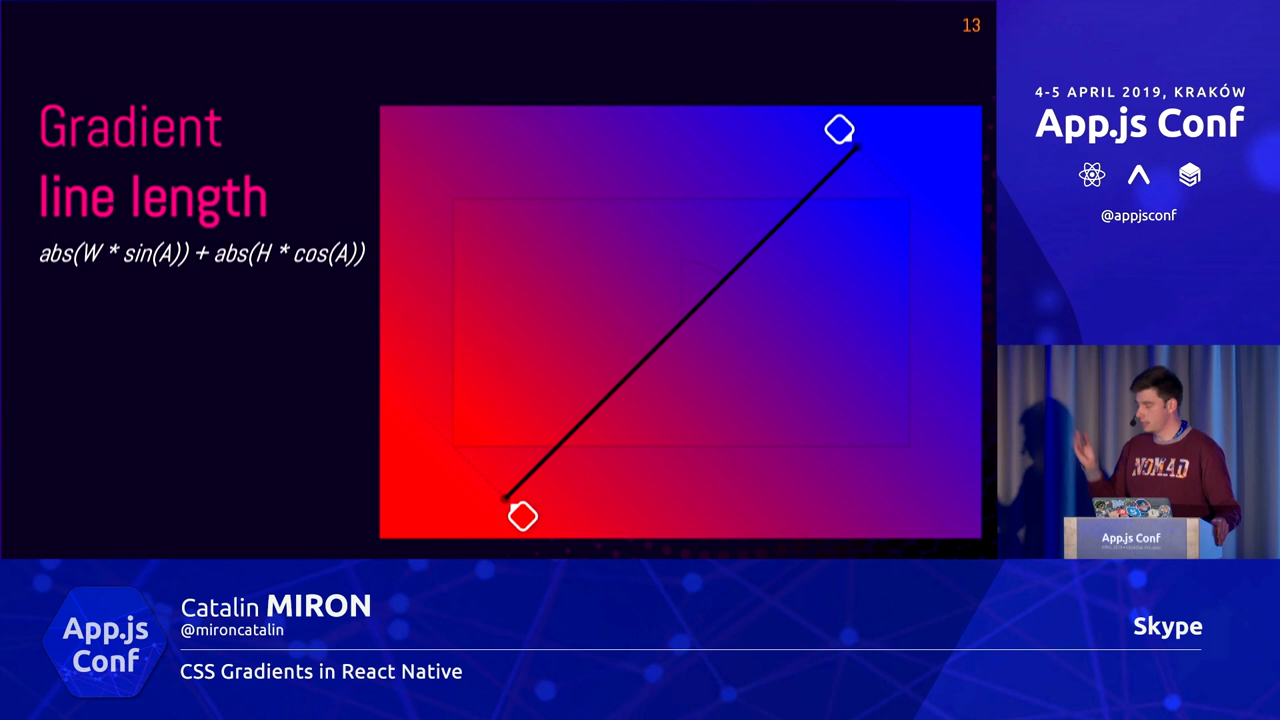 13
Gradient
line length
abs(W * sin(A)) + abs(H * cos(A))
4-5 APRIL 2019, KRAKÓW
App.js Conf
@appjsconf
NOMAD
App.js Conf
App.js
Conf
Catalin MIRON
@mironcatalin
CSS Gradients in React Native
Skype